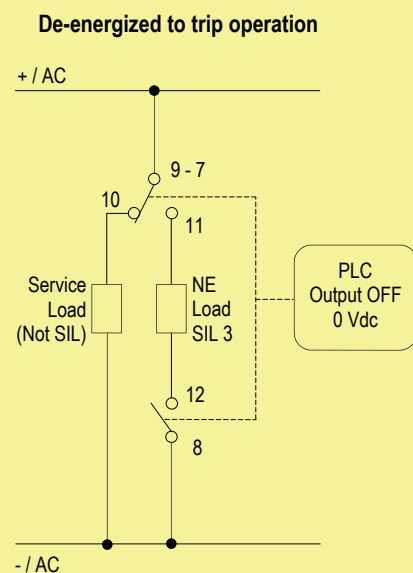 De-energized to trip operation
+ / AC
9 - 7
10
11
Service
Load
(Not SIL)
NE
Load
SIL 3
PLC
Output OFF
0 Vdc
12
8
- / AC